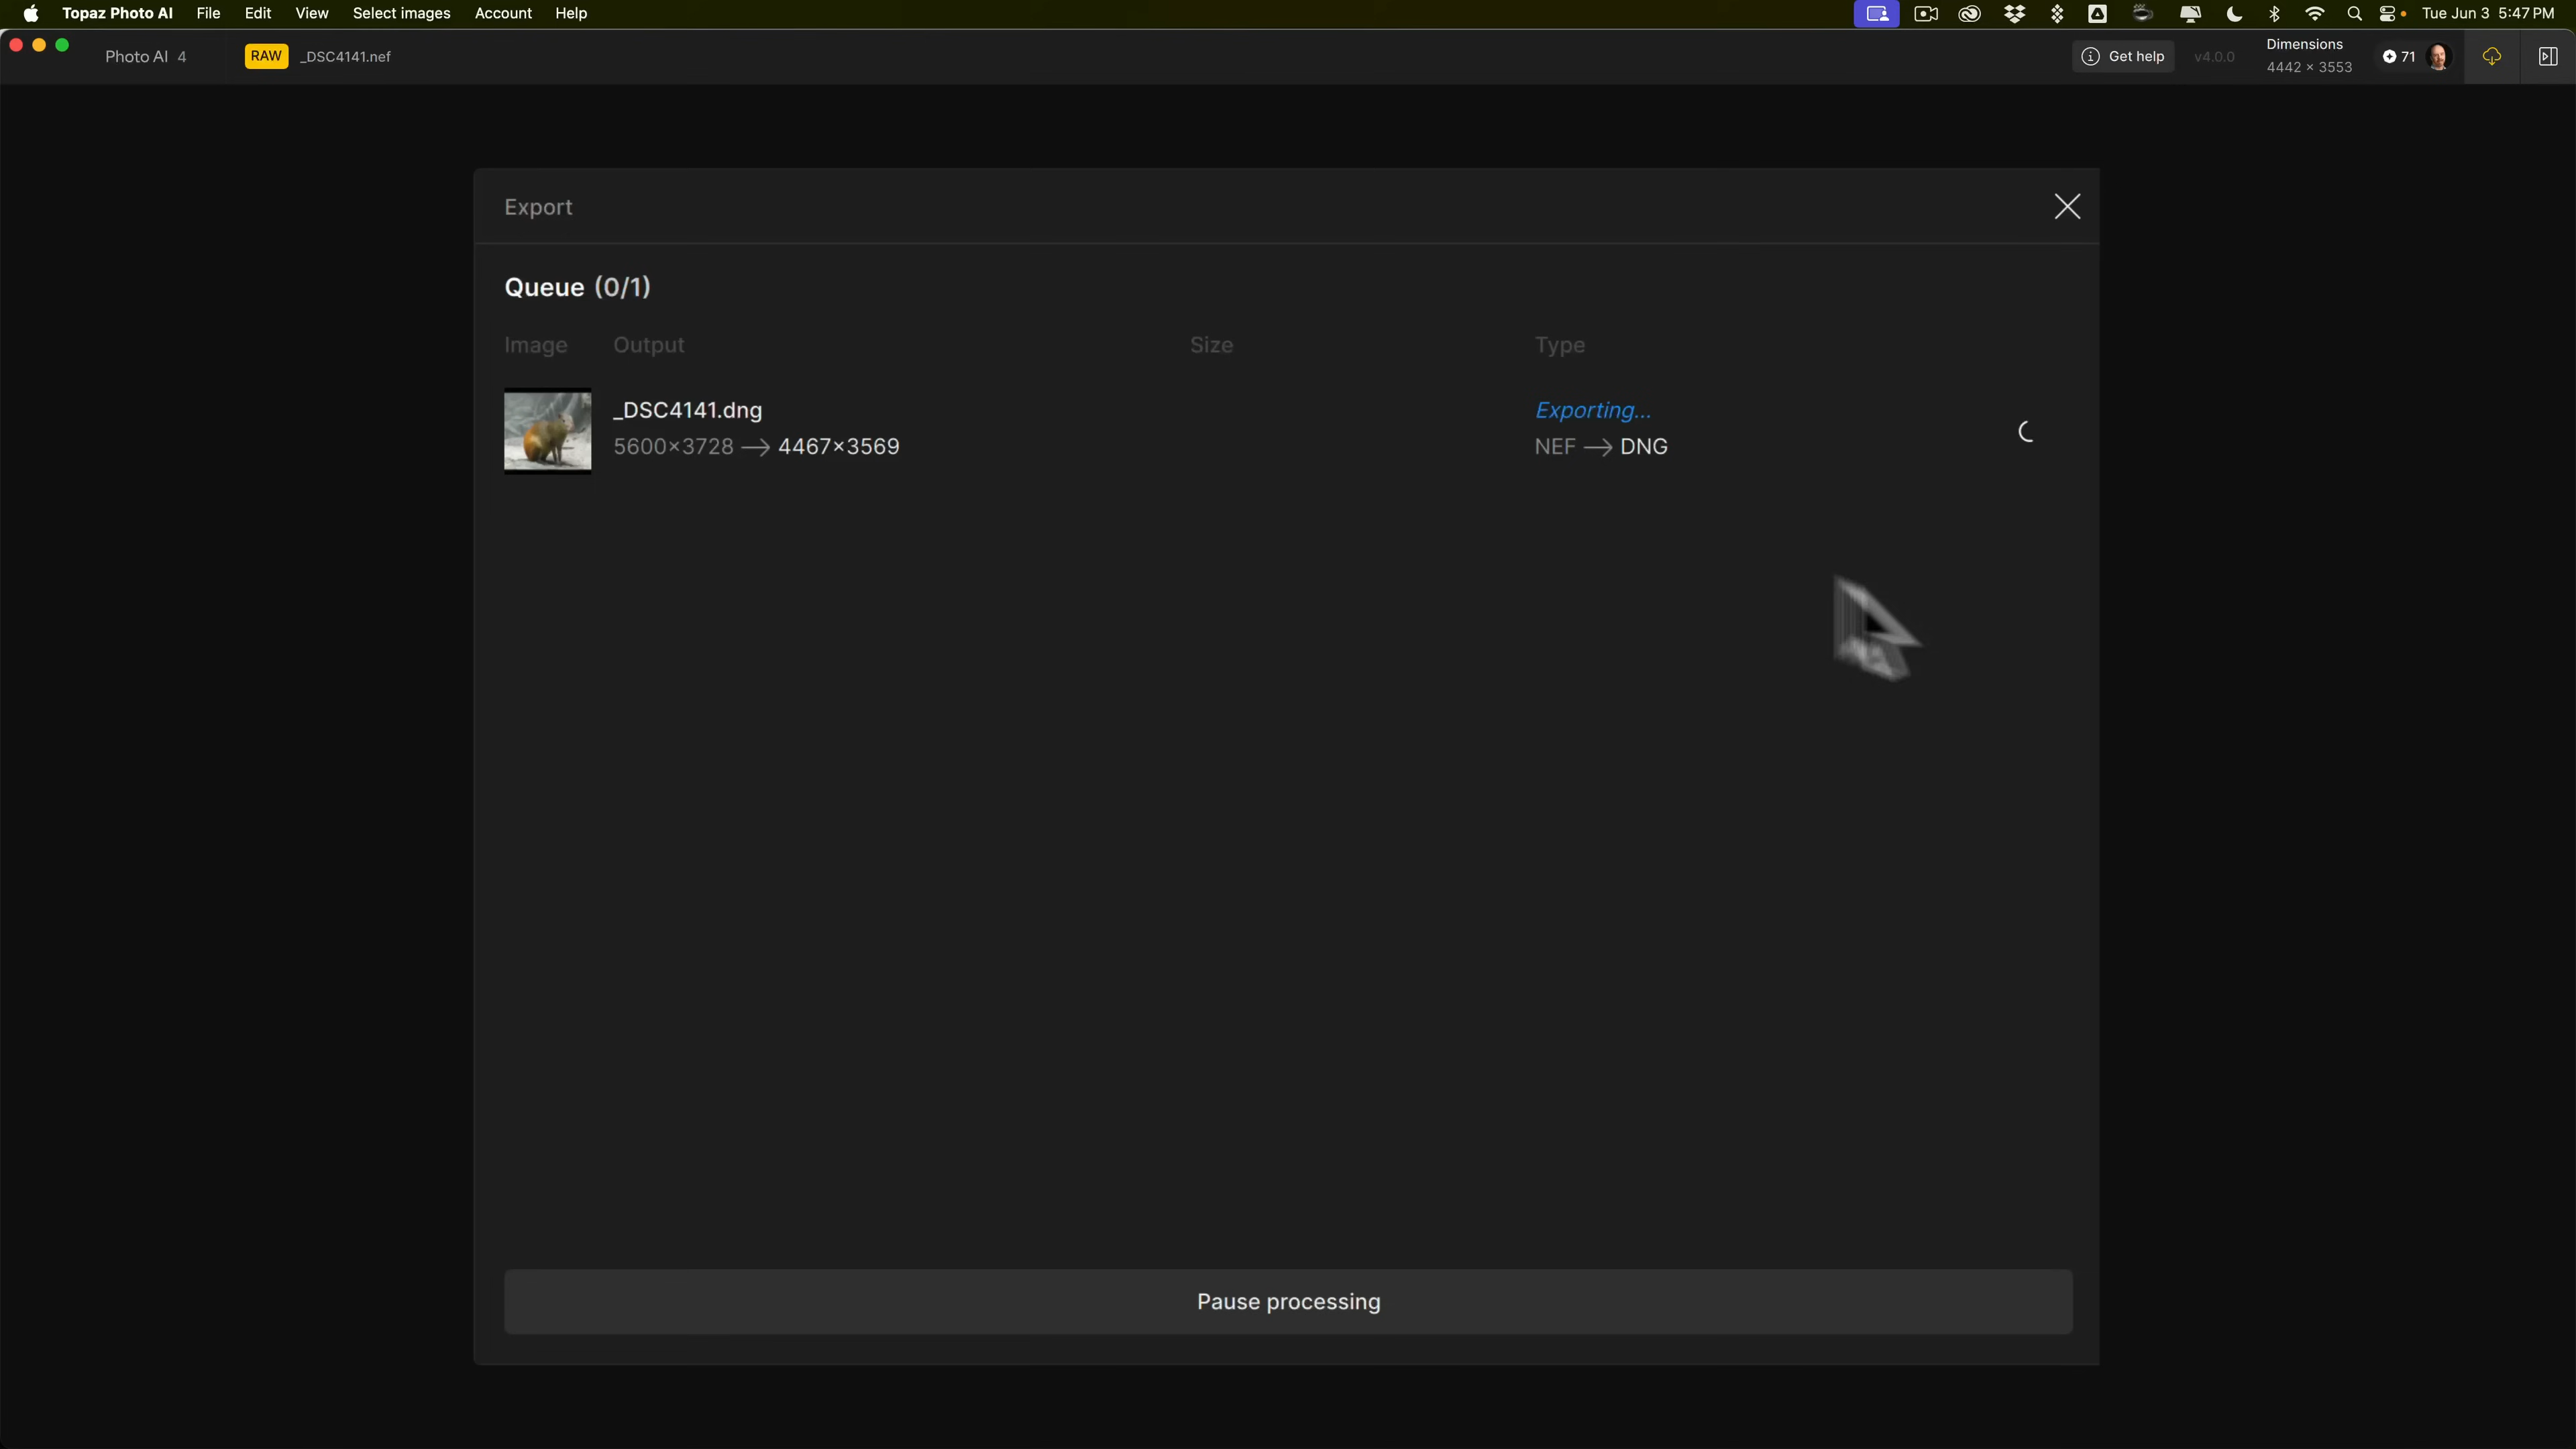 Topaz Photo AI File Edit View Select images Account Help Tue Jun 3 5:47 PM
Photo AI 4 RAW _DSC4141.nef Get help v4.0.0 Dimensions 71
4442 × 3553
Export
Queue (0/1)
Image Output Size Type
_DSC4141.dng Exporting...
5600×3728 → 4467×3569 NEF → DNG
Pause processing